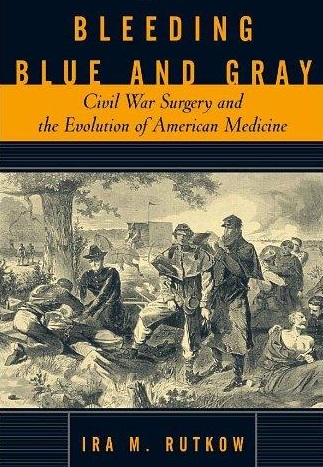 BLEEDING
BLUE AND GRAY
Civil War Surgery and
the Evolution of American Medicine
IRA M. RUTKOW